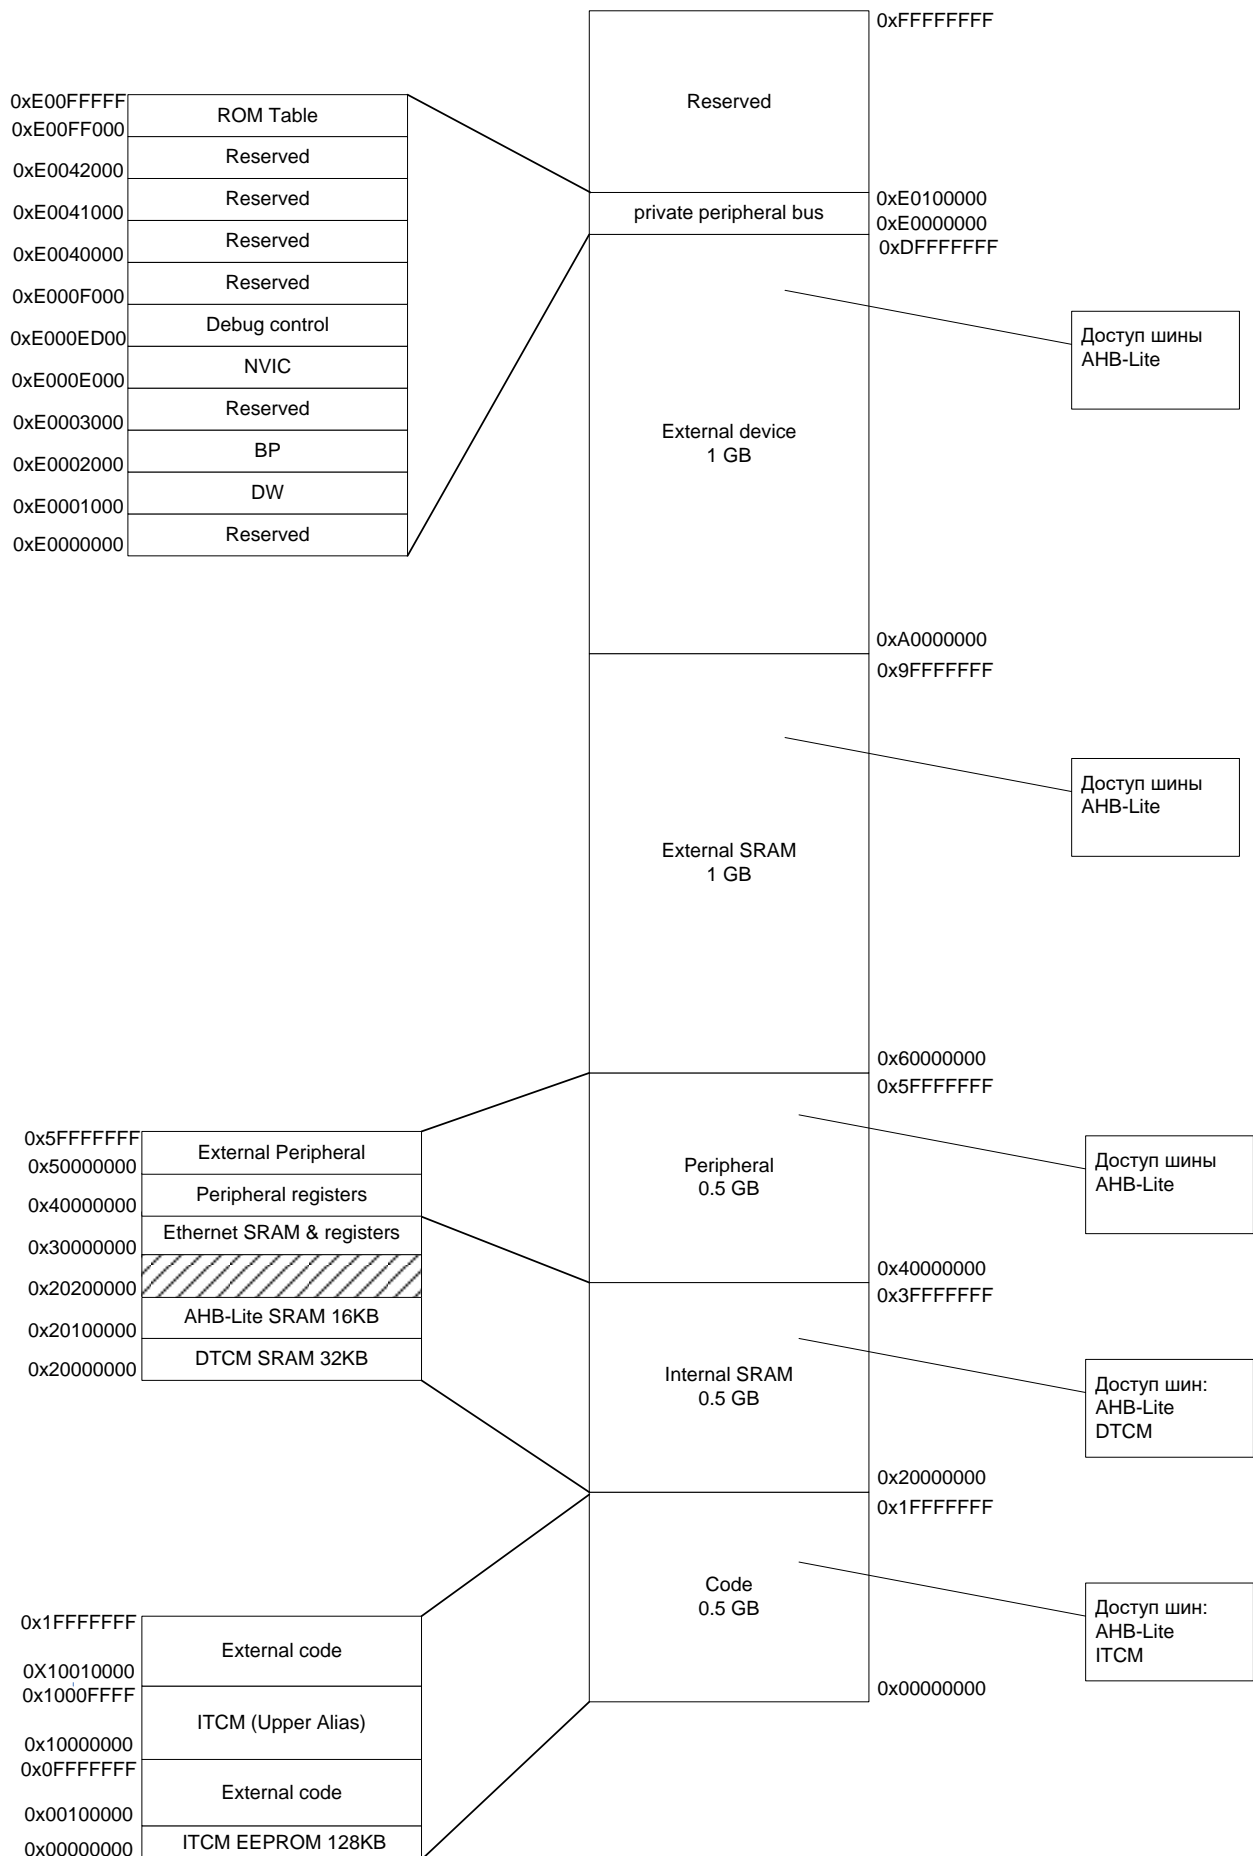 0xFFFFFFFF
Reserved
0xE0100000
private peripheral bus
0xE0000000
0xDFFFFFFF
External device
1 GB
Доступ шины
AHB-Lite
0xA0000000
0x9FFFFFFF
External SRAM
1 GB
Доступ шины
AHB-Lite
0x60000000
0x5FFFFFFF
Peripheral
0.5 GB
Доступ шины
AHB-Lite
0x40000000
0x3FFFFFFF
Internal SRAM
0.5 GB
Доступ шин:
AHB-Lite
DTCM
0x20000000
0x1FFFFFFF
Code
0.5 GB
Доступ шин:
AHB-Lite
ITCM
0x00000000
0xE00FFFFF
ROM Table
0xE00FF000
Reserved
0xE0042000
Reserved
0xE0041000
Reserved
0xE0040000
Reserved
0xE000F000
Debug control
0xE000ED00
NVIC
0xE000E000
Reserved
0xE0003000
BP
0xE0002000
DW
0xE0001000
Reserved
0xE0000000
0x5FFFFFFF
External Peripheral
0x50000000
Peripheral registers
0x40000000
Ethernet SRAM & registers
0x30000000
0x20200000
AHB-Lite SRAM 16KB
0x20100000
DTCM SRAM 32KB
0x20000000
0x1FFFFFFF
External code
0X10010000
0x1000FFFF
ITCM (Upper Alias)
0x10000000
0x0FFFFFFF
External code
0x00100000
ITCM EEPROM 128KB
0x00000000